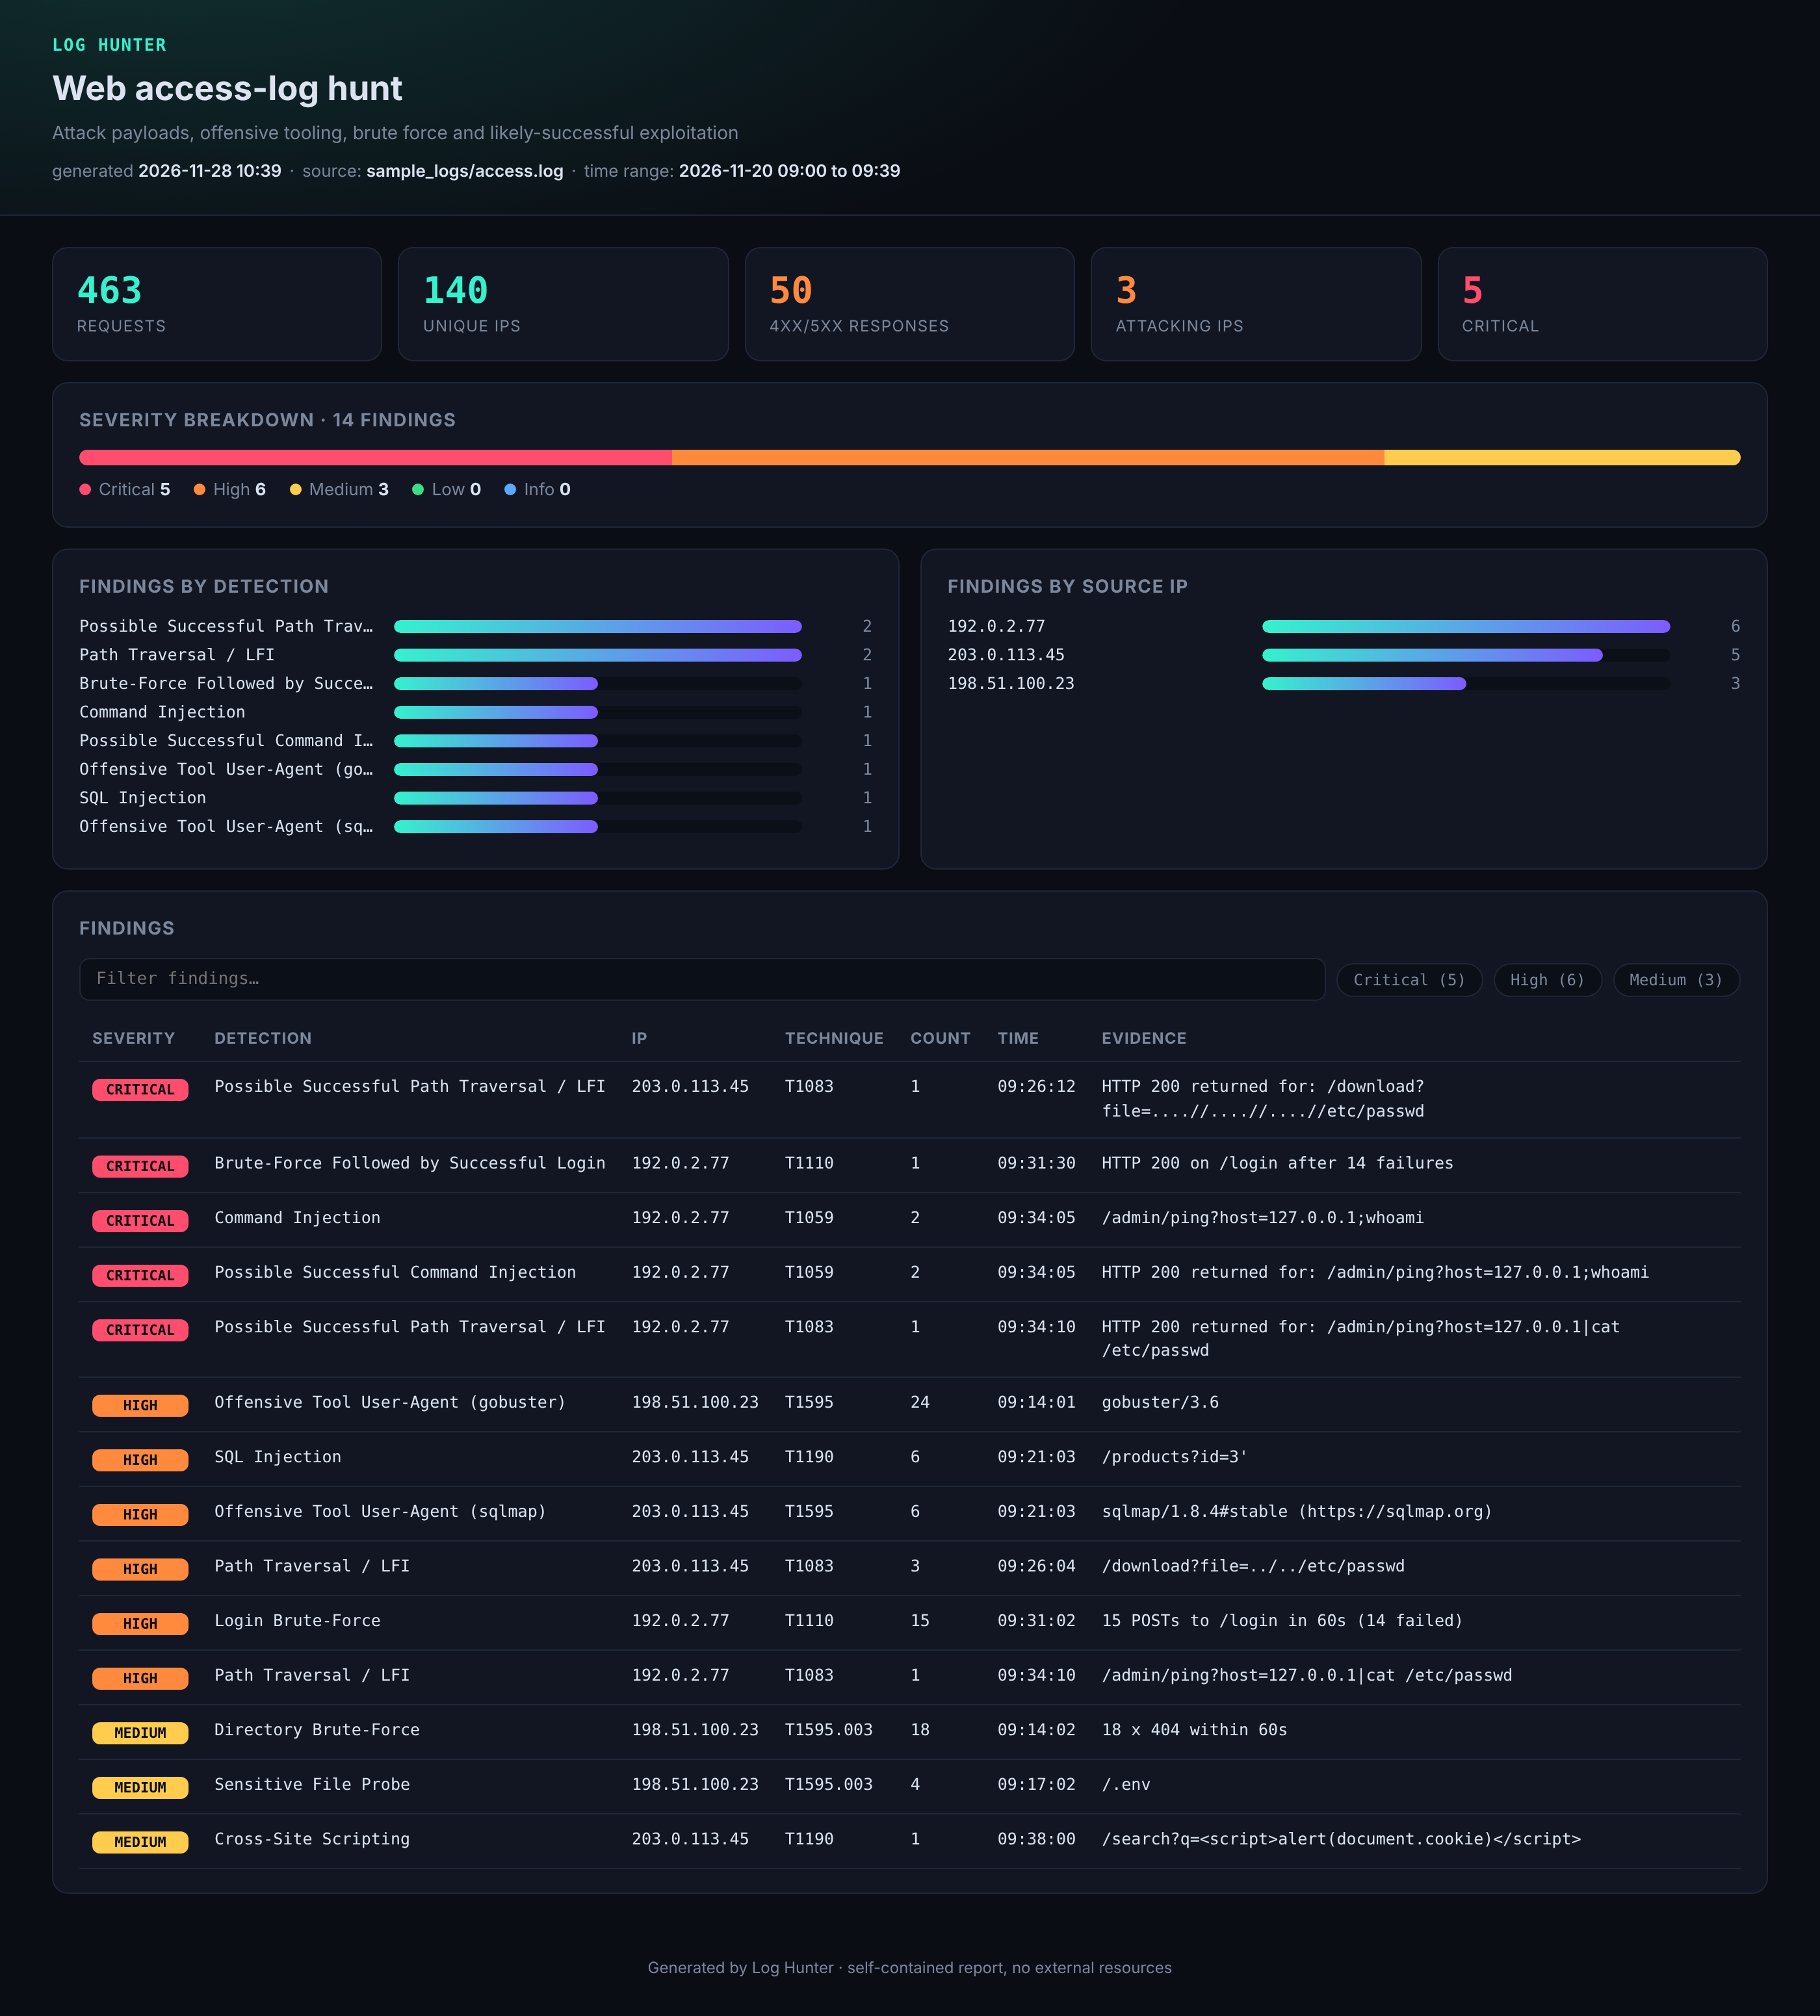 LOG HUNTER
Web access-log hunt
Attack payloads, offensive tooling, brute force and likely-successful exploitation
generated 2026-11-28 10:39 · source: sample_logs/access.log · time range: 2026-11-20 09:00 to 09:39
463
REQUESTS
140
UNIQUE IPS
50
4XX/5XX RESPONSES
3
ATTACKING IPS
5
CRITICAL
SEVERITY BREAKDOWN · 14 FINDINGS
Critical 5 High 6 Medium 3 Low 0 Info 0
FINDINGS BY DETECTION
Possible Successful Path Trav… 2
Path Traversal / LFI 2
Brute-Force Followed by Succe… 1
Command Injection 1
Possible Successful Command I… 1
Offensive Tool User-Agent (go… 1
SQL Injection 1
Offensive Tool User-Agent (sq… 1
FINDINGS BY SOURCE IP
192.0.2.77 6
203.0.113.45 5
198.51.100.23 3
FINDINGS
Filter findings… Critical (5) High (6) Medium (3)
SEVERITY DETECTION IP TECHNIQUE COUNT TIME EVIDENCE
CRITICAL Possible Successful Path Traversal / LFI 203.0.113.45 T1083 1 09:26:12 HTTP 200 returned for: /download?
file=....//....//....//etc/passwd
CRITICAL Brute-Force Followed by Successful Login 192.0.2.77 T1110 1 09:31:30 HTTP 200 on /login after 14 failures
CRITICAL Command Injection 192.0.2.77 T1059 2 09:34:05 /admin/ping?host=127.0.0.1;whoami
CRITICAL Possible Successful Command Injection 192.0.2.77 T1059 2 09:34:05 HTTP 200 returned for: /admin/ping?host=127.0.0.1;whoami
CRITICAL Possible Successful Path Traversal / LFI 192.0.2.77 T1083 1 09:34:10 HTTP 200 returned for: /admin/ping?host=127.0.0.1|cat
/etc/passwd
HIGH Offensive Tool User-Agent (gobuster) 198.51.100.23 T1595 24 09:14:01 gobuster/3.6
HIGH SQL Injection 203.0.113.45 T1190 6 09:21:03 /products?id=3'
HIGH Offensive Tool User-Agent (sqlmap) 203.0.113.45 T1595 6 09:21:03 sqlmap/1.8.4#stable (https://sqlmap.org)
HIGH Path Traversal / LFI 203.0.113.45 T1083 3 09:26:04 /download?file=../../etc/passwd
HIGH Login Brute-Force 192.0.2.77 T1110 15 09:31:02 15 POSTs to /login in 60s (14 failed)
HIGH Path Traversal / LFI 192.0.2.77 T1083 1 09:34:10 /admin/ping?host=127.0.0.1|cat /etc/passwd
MEDIUM Directory Brute-Force 198.51.100.23 T1595.003 18 09:14:02 18 x 404 within 60s
MEDIUM Sensitive File Probe 198.51.100.23 T1595.003 4 09:17:02 /.env
MEDIUM Cross-Site Scripting 203.0.113.45 T1190 1 09:38:00 /search?q=<script>alert(document.cookie)</script>
Generated by Log Hunter · self-contained report, no external resources